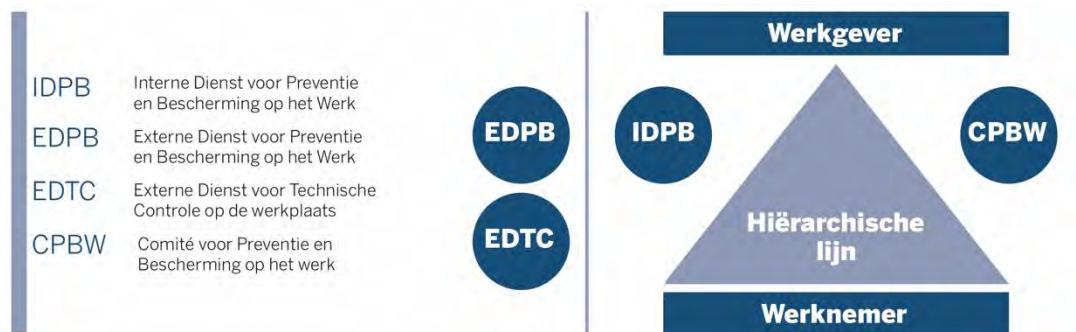 IDPB
Interne Dienst voor Preventie
en Bescherming op het Werk
EDPB
Externe Dienst voor Preventie
en Bescherming op het Werk
EDTC
Externe Dienst voor Technische
Controle op de werkplaats
CPBW
Comité voor Preventie en
Bescherming op het werk
EDPB
EDTC
Werkgever
IDPB
CPBW
Hiërarchische
lijn
Werknemer